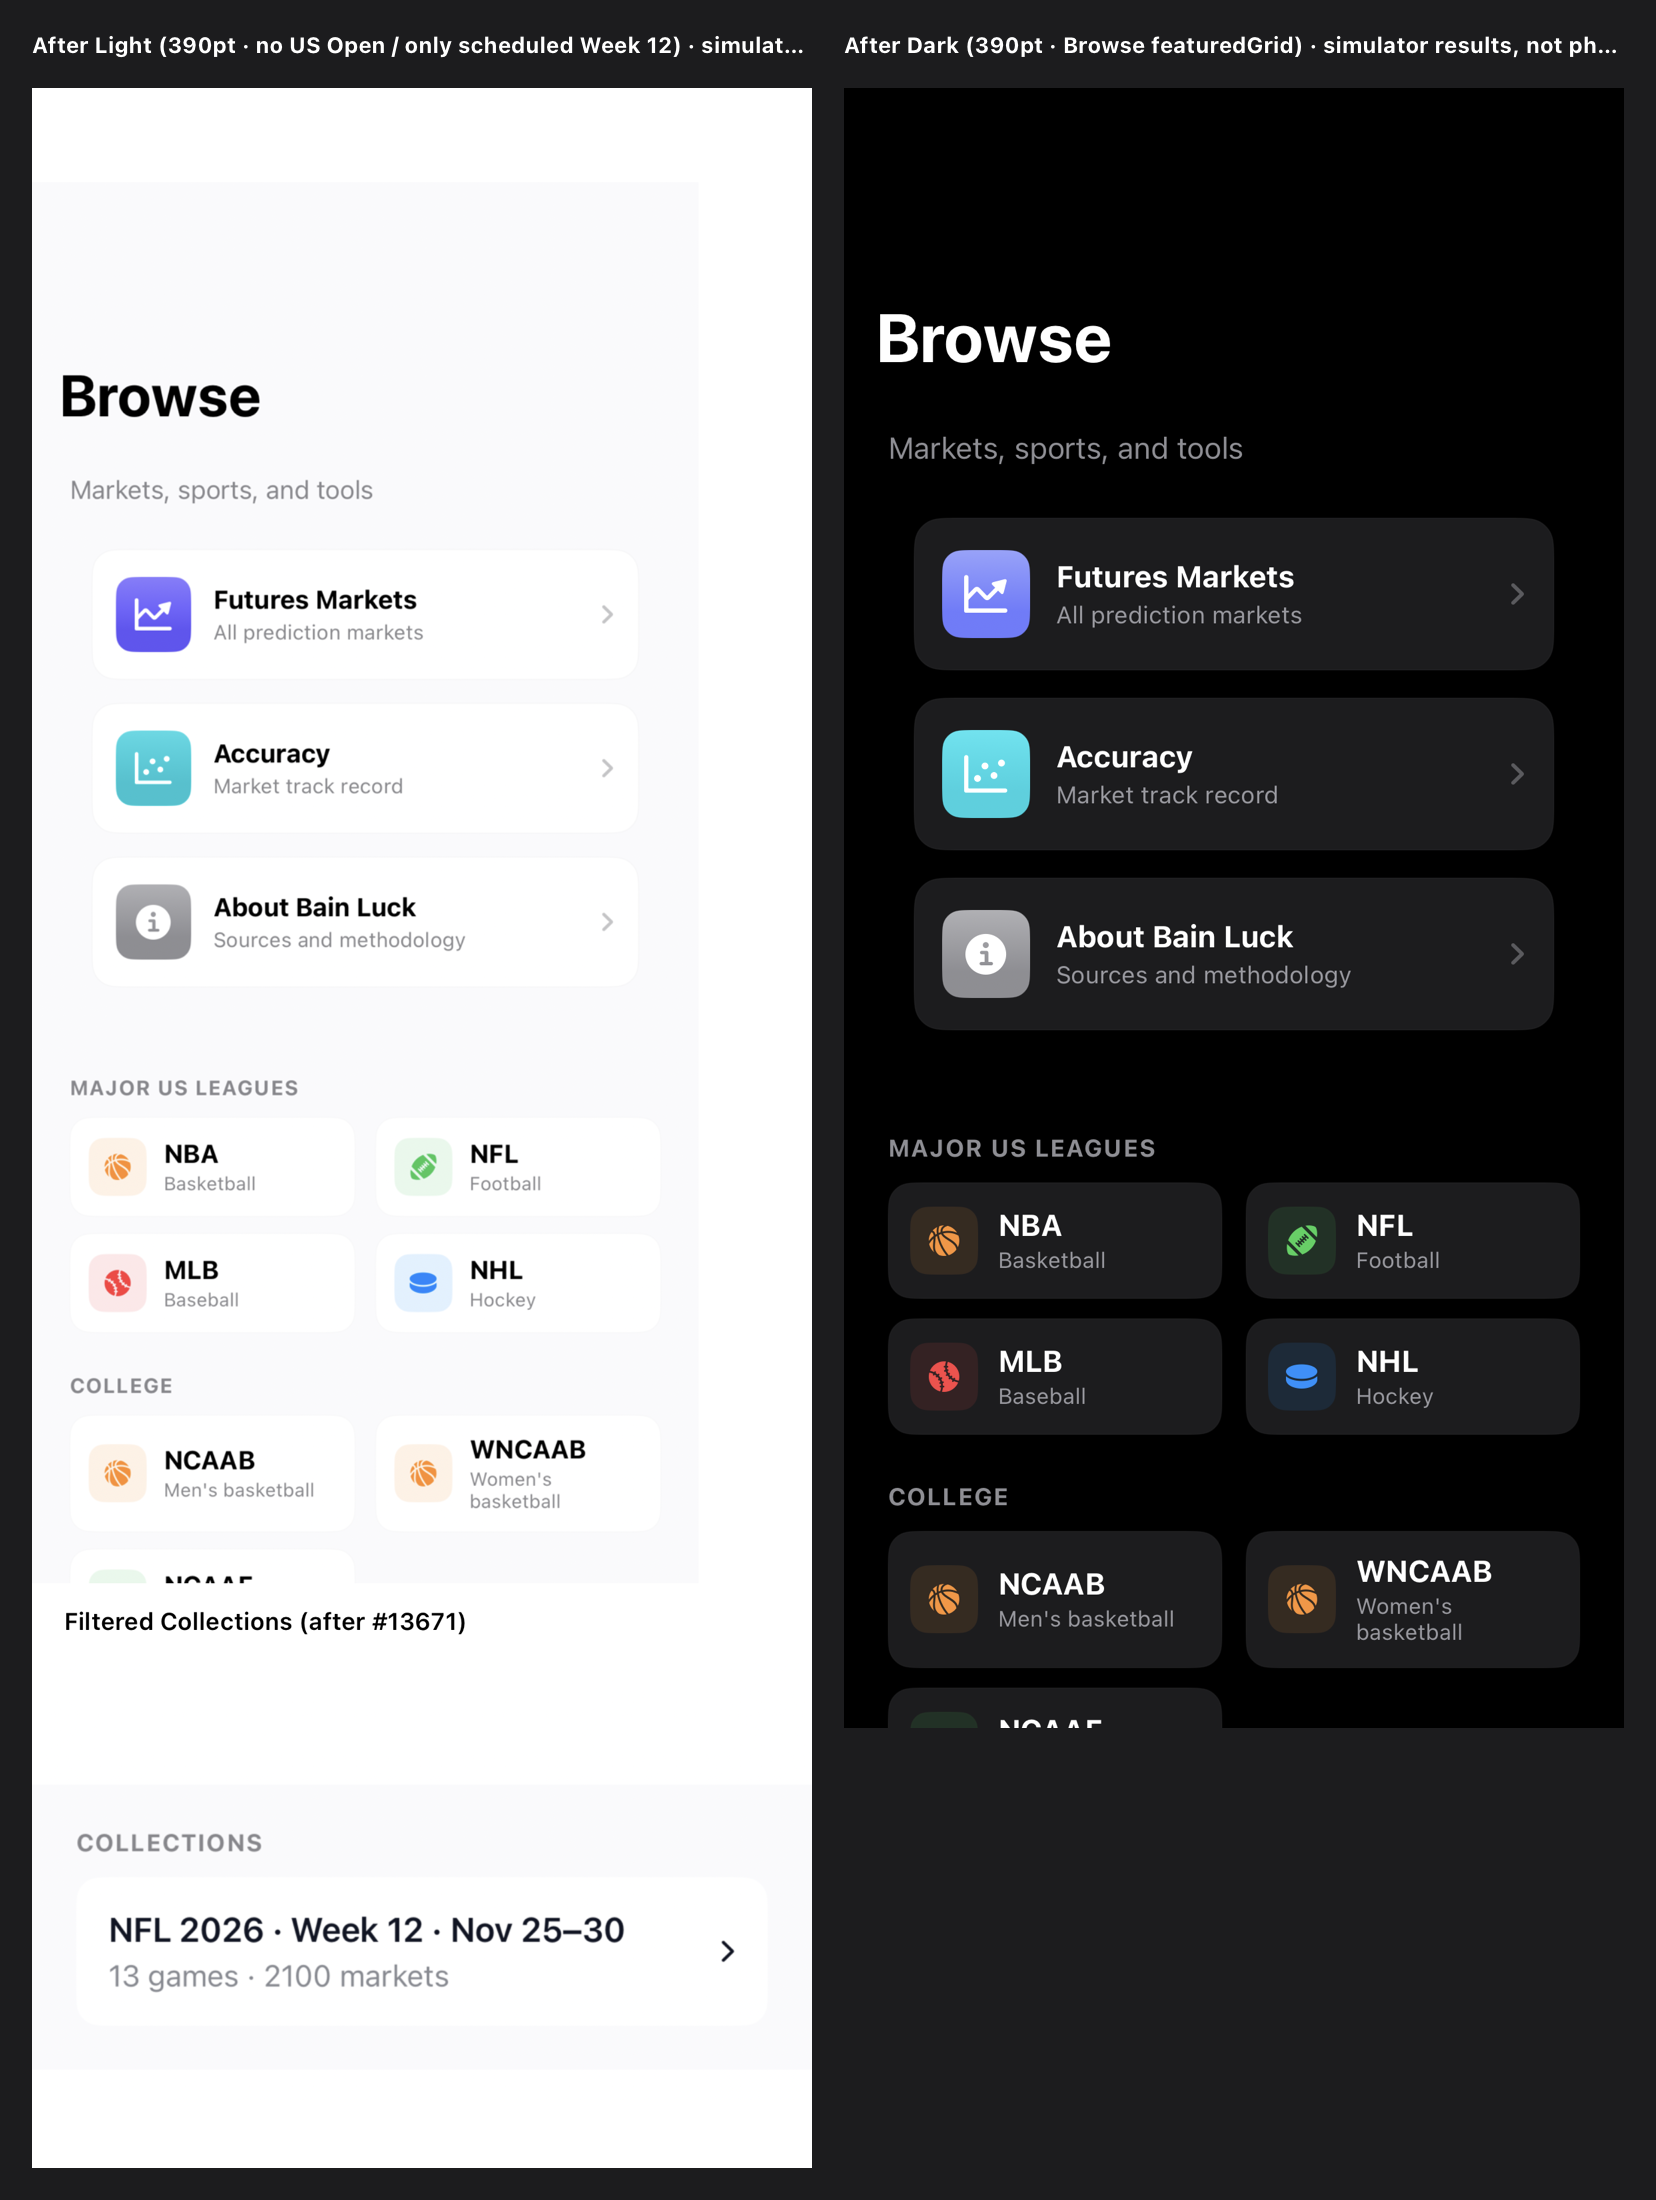 After Light (390pt · no US Open / only scheduled Week 12) · simulat...
Browse
Markets, sports, and tools
Futures Markets
All prediction markets
Accuracy
Market track record
About Bain Luck
Sources and methodology
MAJOR US LEAGUES
NBA
Basketball
NFL
Football
MLB
Baseball
NHL
Hockey
COLLEGE
NCAAB
Men's basketball
WNCAAB
Women's
basketball
NCAAF
Filtered Collections (after #13671)
COLLECTIONS
NFL 2026 · Week 12 · Nov 25–30
13 games · 2100 markets
After Dark (390pt · Browse featuredGrid) · simulator results, not ph...
Browse
Markets, sports, and tools
Futures Markets
All prediction markets
Accuracy
Market track record
About Bain Luck
Sources and methodology
MAJOR US LEAGUES
NBA
Basketball
NFL
Football
MLB
Baseball
NHL
Hockey
COLLEGE
NCAAB
Men's basketball
WNCAAB
Women's
basketball
NCAAF